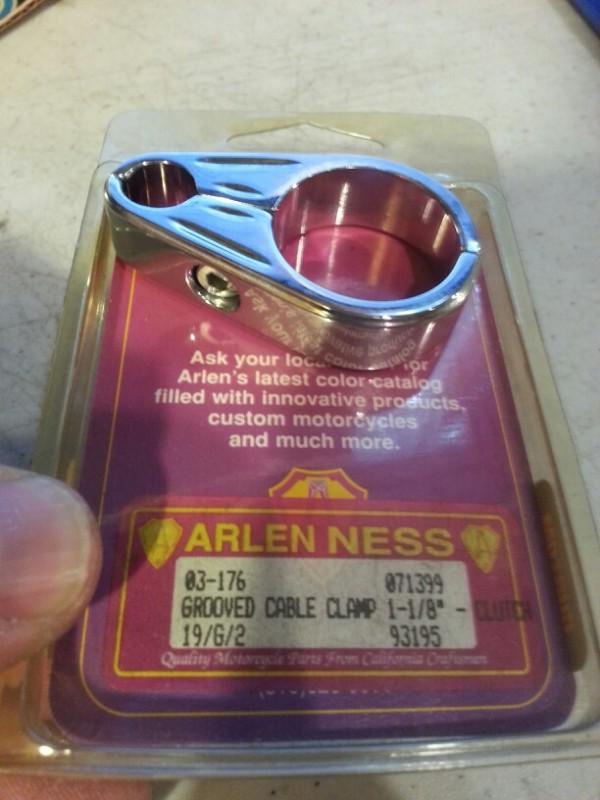 Ask your local for
Arlen's latest color catalog
filled with innovative products,
custom motorcycles
and much more.
ARLEN NESS
03-176 071399
GROOVED CABLE CLAMP 1-1/8" - CLUTCH
19/G/2 93195
Quality Motorcycle Parts From California Craftsmen